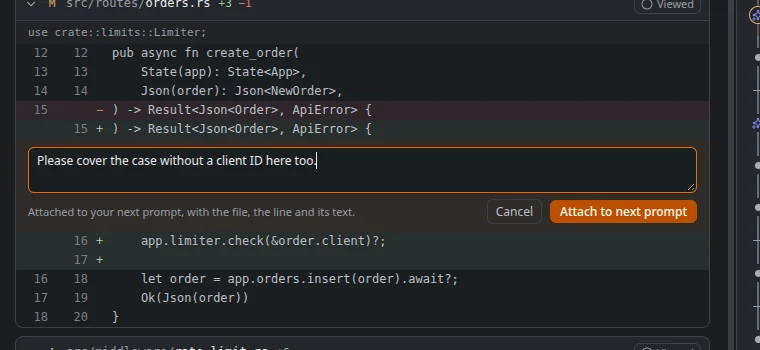 M src/routes/orders.rs +3 −1 Viewed
use crate::limits::Limiter;
12 12 pub async fn create_order(
13 13 State(app): State<App>,
14 14 Json(order): Json<NewOrder>,
15 − ) -> Result<Json<Order>, ApiError> {
15 + ) -> Result<Json<Order>, ApiError> {
Please cover the case without a client ID here too.
Attached to your next prompt, with the file, the line and its text. Cancel Attach to next prompt
16 + app.limiter.check(&order.client)?;
17 +
16 18 let order = app.orders.insert(order).await?;
17 19 Ok(Json(order))
18 20 }